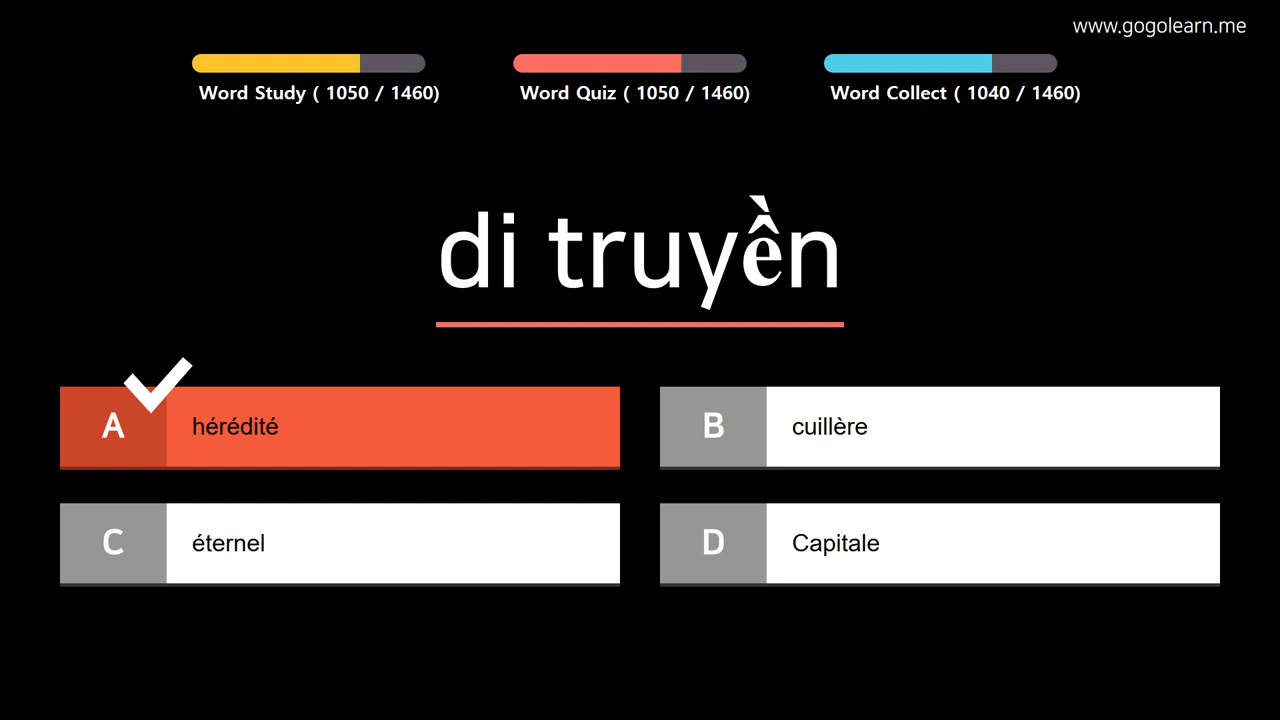 www.gogolearn.me
Word Study ( 1050 / 1460)
Word Quiz ( 1050 / 1460)
Word Collect ( 1040 / 1460)
di truyền
A hérédité
B cuillère
C éternel
D Capitale